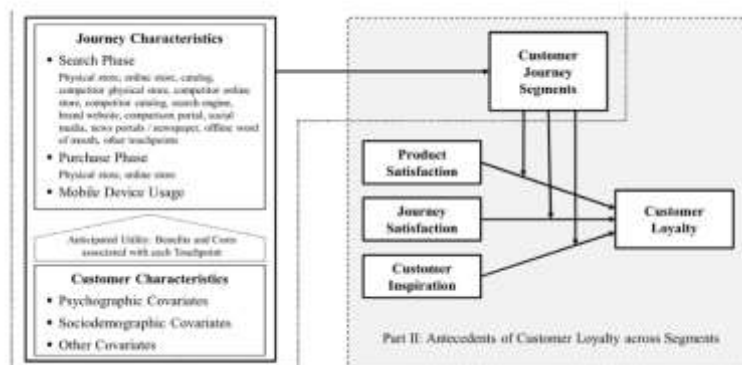 Journey Characteristics
▪ Search Phase
Physical store, online store, catalog,
competitor physical store, competitor online
store, competitor catalog, search engine,
brand website, comparison portal, social
media, news portals / newspaper, offline word
of mouth, other touchpoints
▪ Purchase Phase
Physical store, online store
▪ Mobile Device Usage
Anticipated Utility: Benefits and Costs
associated with each Touchpoint
Customer Characteristics
▪ Psychographic Covariates
▪ Sociodemographic Covariates
▪ Other Covariates
Customer
Journey
Segments
Product
Satisfaction
Journey
Satisfaction
Customer
Inspiration
Customer
Loyalty
Part II: Antecedents of Customer Loyalty across Segments